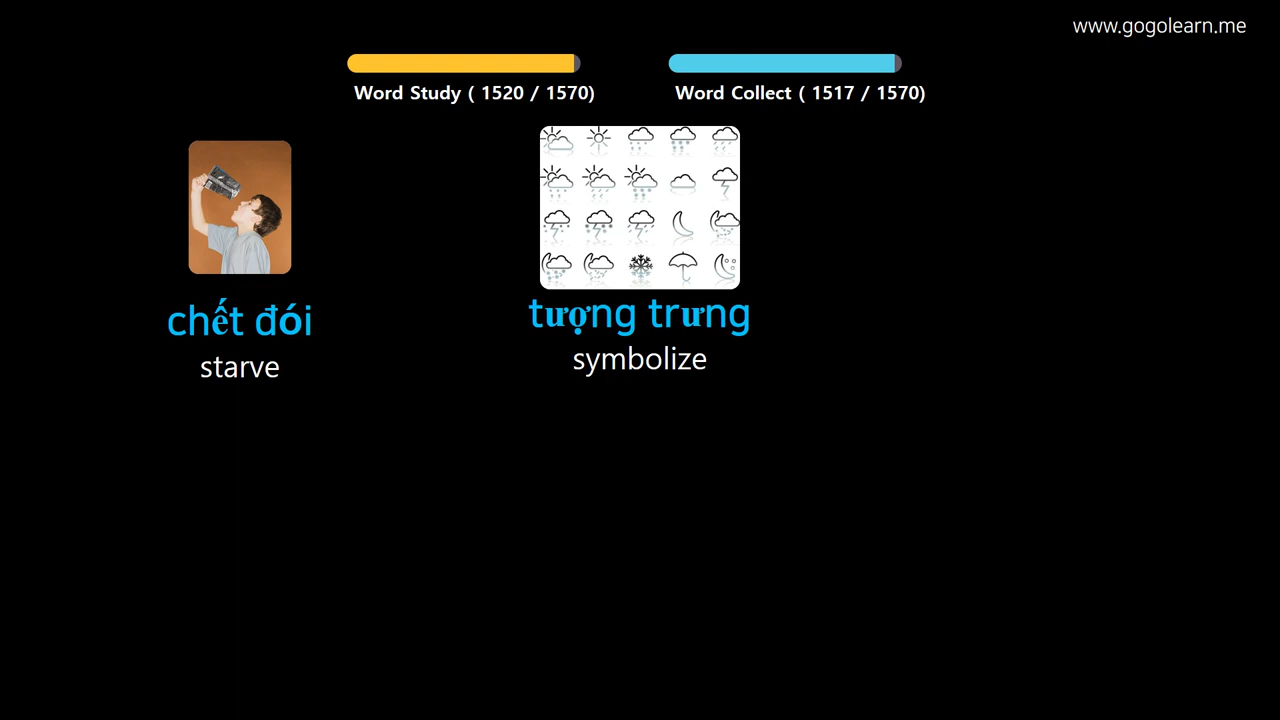 www.gogolearn.me
Word Study ( 1520 / 1570)
Word Collect ( 1517 / 1570)
chết đói
starve
tượng trưng
symbolize